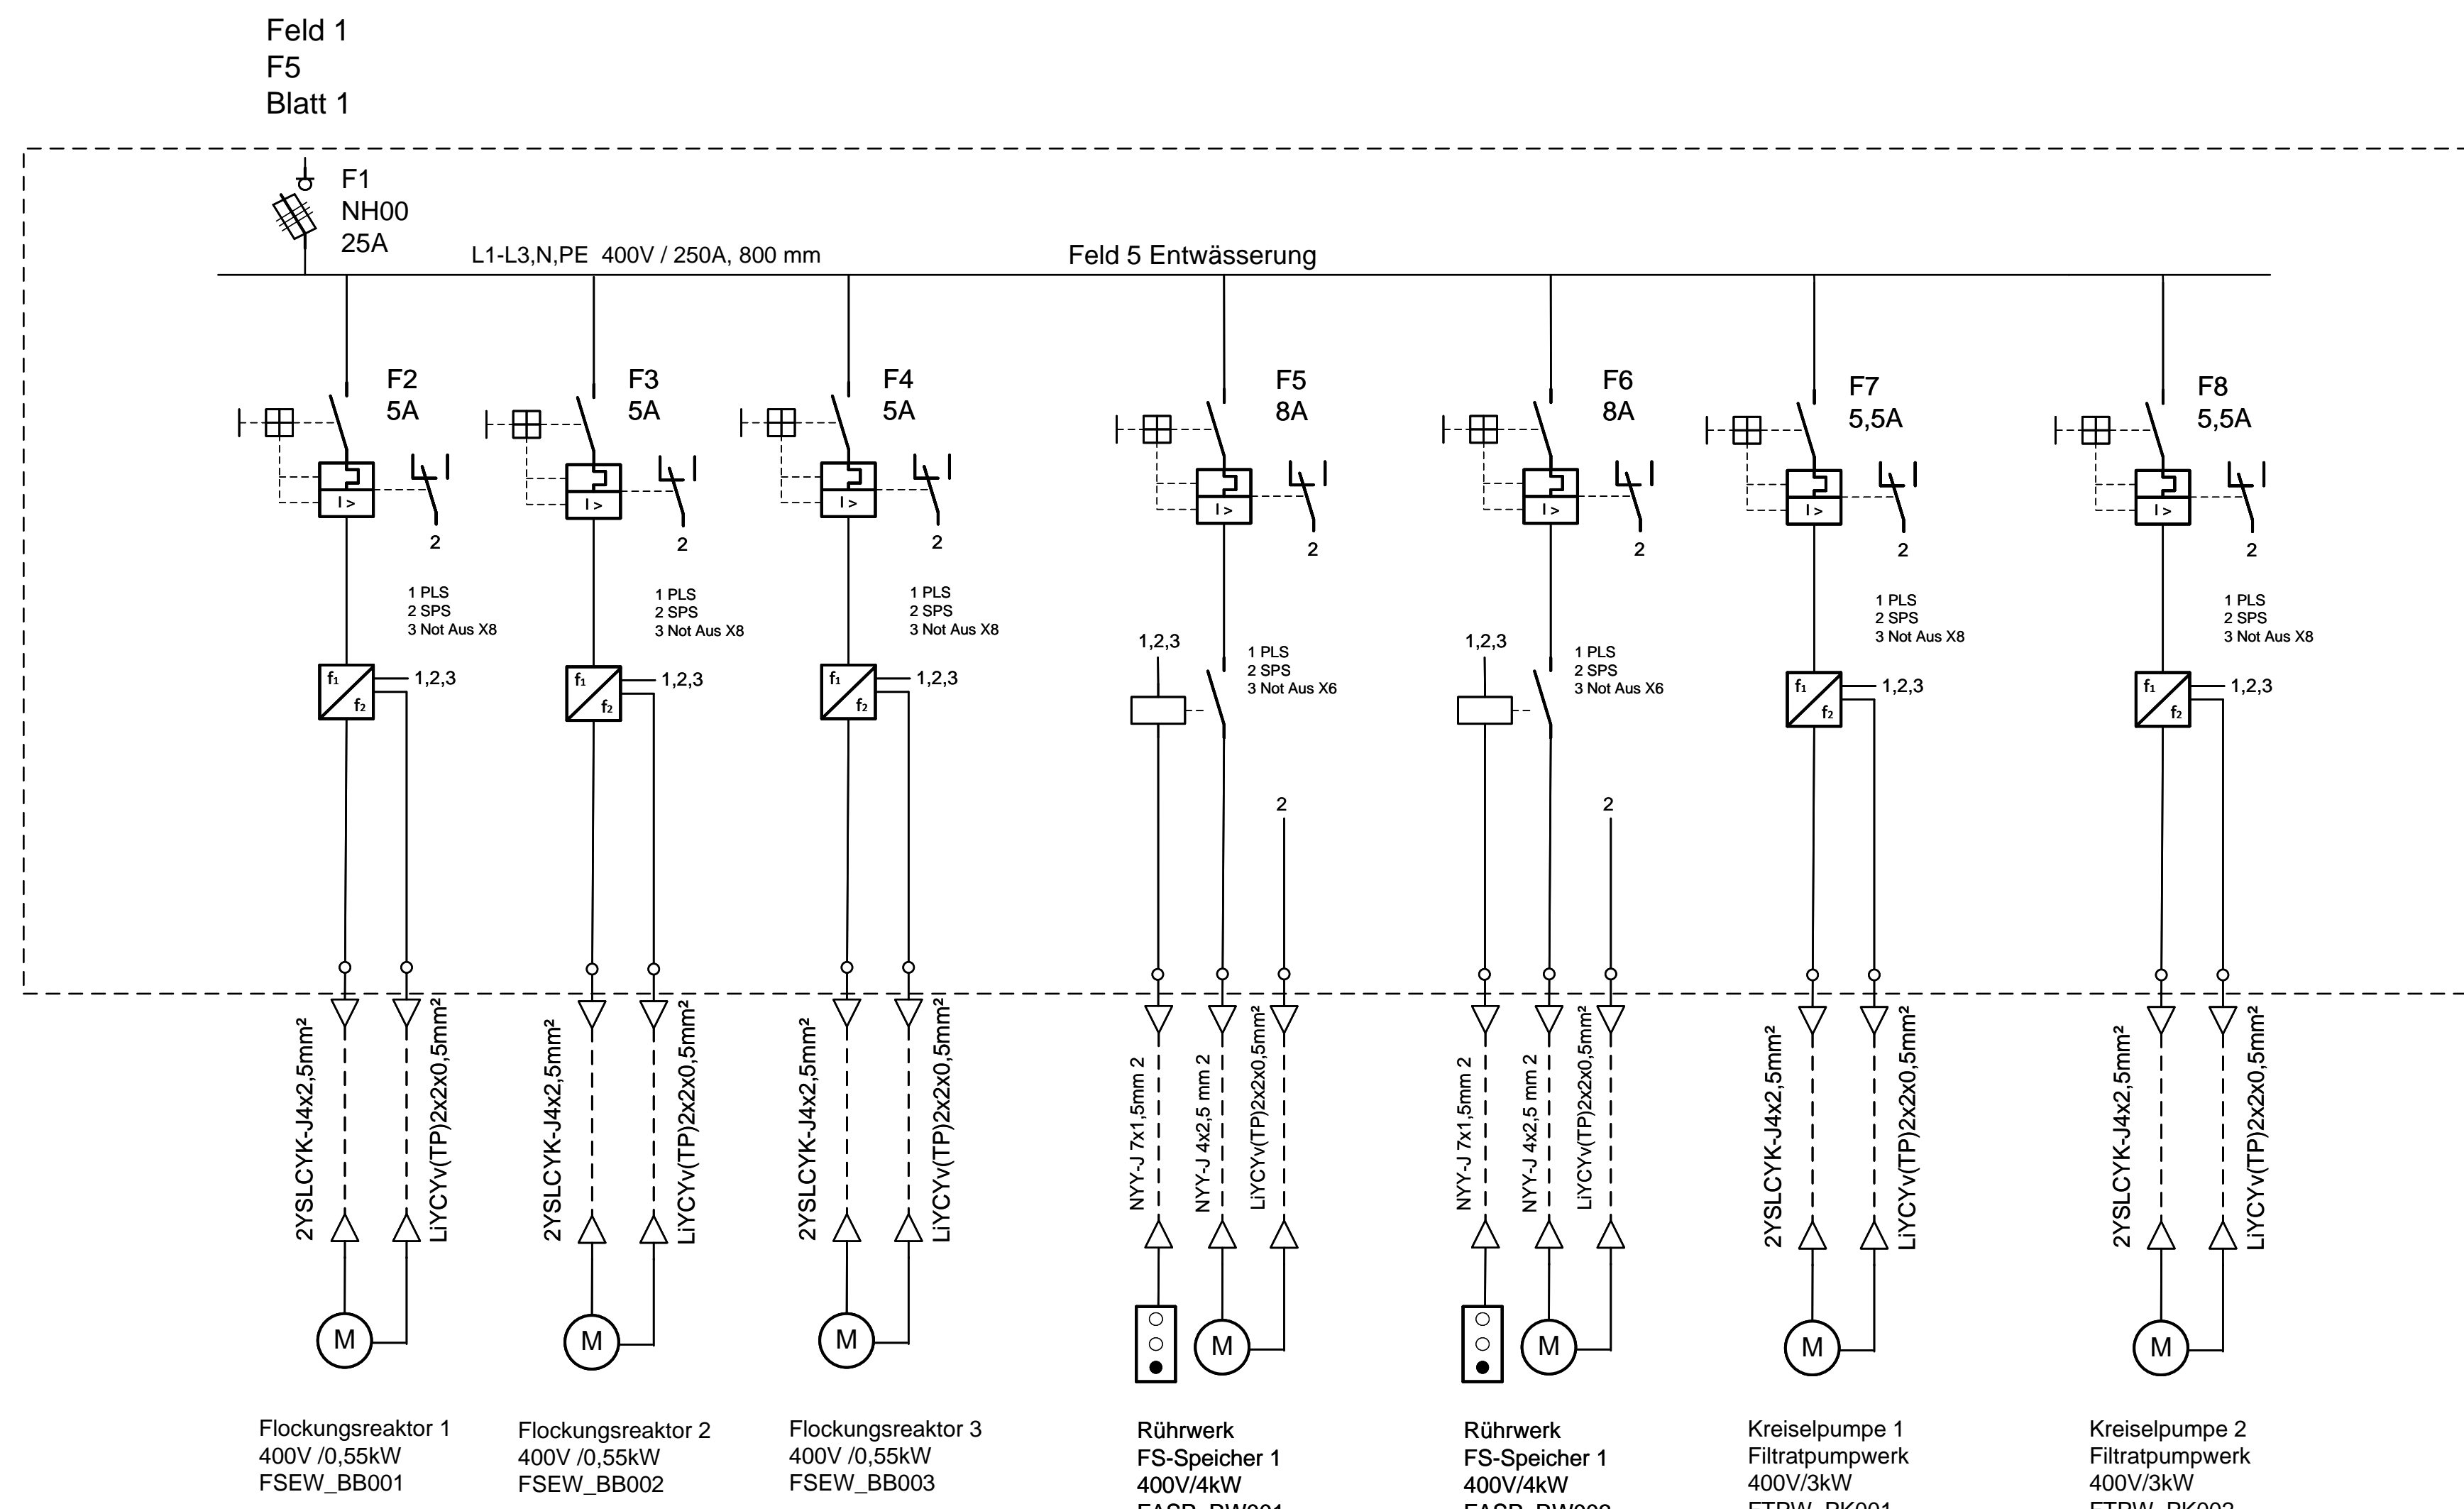 Feld 1
F5
Blatt 1
F1
NH00
25A
L1-L3,N,PE 400V / 250A, 800 mm
Feld 5 Entwässerung
F2
5A
I >
2
1 PLS
2 SPS
3 Not Aus X8
f1
f2
1,2,3
2YSLCYK-J4x2,5mm²
LiYCYv(TP)2x2x0,5mm²
M
Flockungsreaktor 1
400V /0,55kW
FSEW_BB001
F3
5A
I >
2
1 PLS
2 SPS
3 Not Aus X8
f1
f2
1,2,3
2YSLCYK-J4x2,5mm²
LiYCYv(TP)2x2x0,5mm²
M
Flockungsreaktor 2
400V /0,55kW
FSEW_BB002
F4
5A
I >
2
1 PLS
2 SPS
3 Not Aus X8
f1
f2
1,2,3
2YSLCYK-J4x2,5mm²
LiYCYv(TP)2x2x0,5mm²
M
Flockungsreaktor 3
400V /0,55kW
FSEW_BB003
F5
8A
I >
2
1,2,3
1 PLS
2 SPS
3 Not Aus X6
2
NYY-J 7x1,5mm 2
NYY-J 4x2,5 mm 2
LiYCYv(TP)2x2x0,5mm²
M
Rührwerk
FS-Speicher 1
400V/4kW
F6
8A
I >
2
1,2,3
1 PLS
2 SPS
3 Not Aus X6
2
NYY-J 7x1,5mm 2
NYY-J 4x2,5 mm 2
LiYCYv(TP)2x2x0,5mm²
M
Rührwerk
FS-Speicher 1
400V/4kW
F7
5,5A
I >
2
1 PLS
2 SPS
3 Not Aus X8
f1
f2
1,2,3
2YSLCYK-J4x2,5mm²
LiYCYv(TP)2x2x0,5mm²
M
Kreiselpumpe 1
Filtratpumpwerk
400V/3kW
F8
5,5A
I >
2
1 PLS
2 SPS
3 Not Aus X8
f1
f2
1,2,3
2YSLCYK-J4x2,5mm²
LiYCYv(TP)2x2x0,5mm²
M
Kreiselpumpe 2
Filtratpumpwerk
400V/3kW